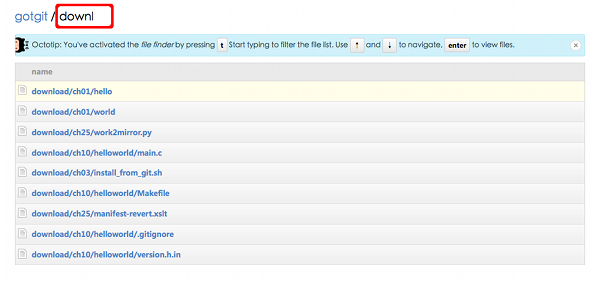 gotgit / downl
Octotip: You've activated the file finder by pressing t Start typing to filter the file list. Use ↑ and ↓ to navigate, enter to view files.
name
download/ch01/hello
download/ch01/world
download/ch25/work2mirror.py
download/ch10/helloworld/main.c
download/ch03/install_from_git.sh
download/ch10/helloworld/Makefile
download/ch25/manifest-revert.xslt
download/ch10/helloworld/.gitignore
download/ch10/helloworld/version.h.in